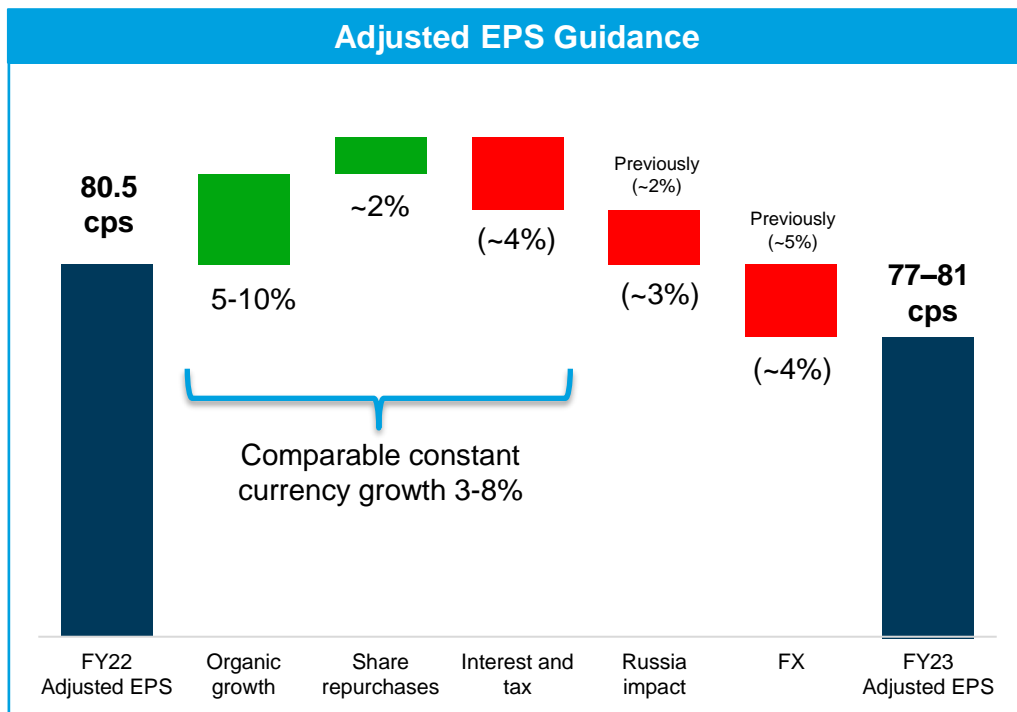 Adjusted EPS Guidance
80.5
cps
5-10%
~2%
(~4%)
Previously
(~2%)
(~3%)
Previously
(~5%)
(~4%)
77–81
cps
Comparable constant
currency growth 3-8%
FY22
Adjusted EPS
Organic
growth
Share
repurchases
Interest and
tax
Russia
impact
FX
FY23
Adjusted EPS